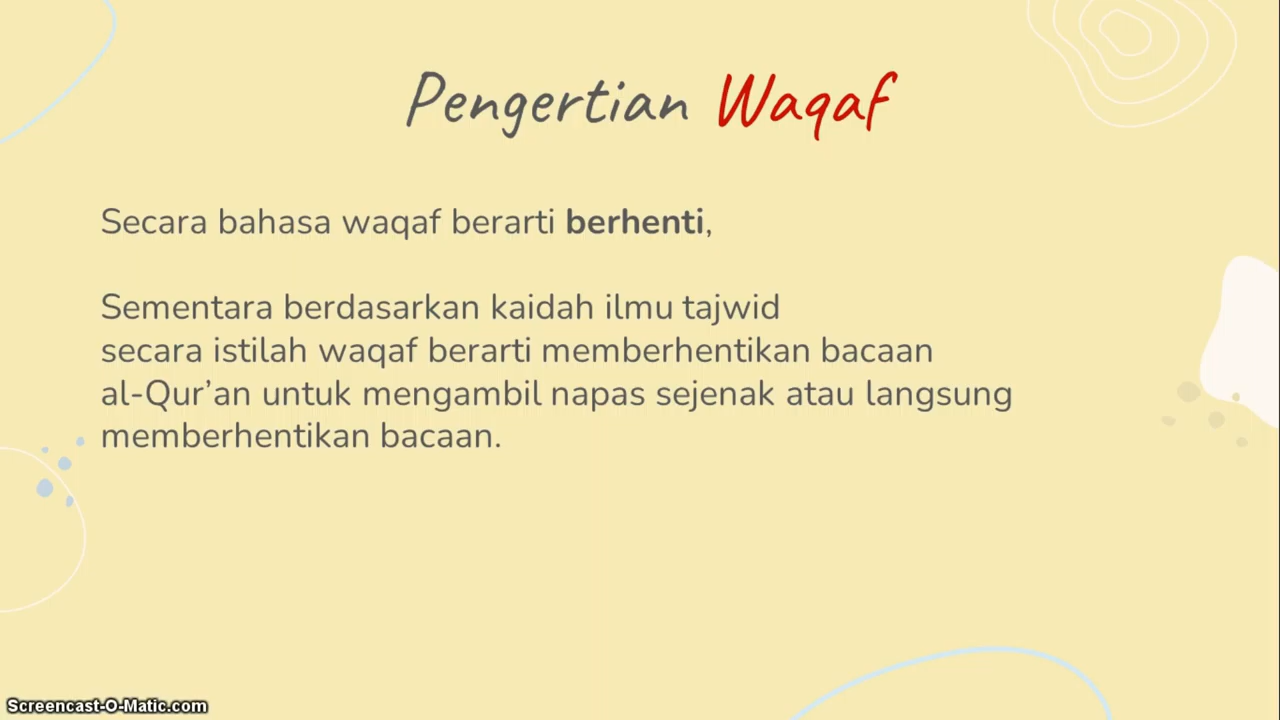 Pengertian Waqaf
Secara bahasa waqaf berarti berhenti,
Sementara berdasarkan kaidah ilmu tajwid
secara istilah waqaf berarti memberhentikan bacaan
al-Qur’an untuk mengambil napas sejenak atau langsung
memberhentikan bacaan.
Screencast-O-Matic.com